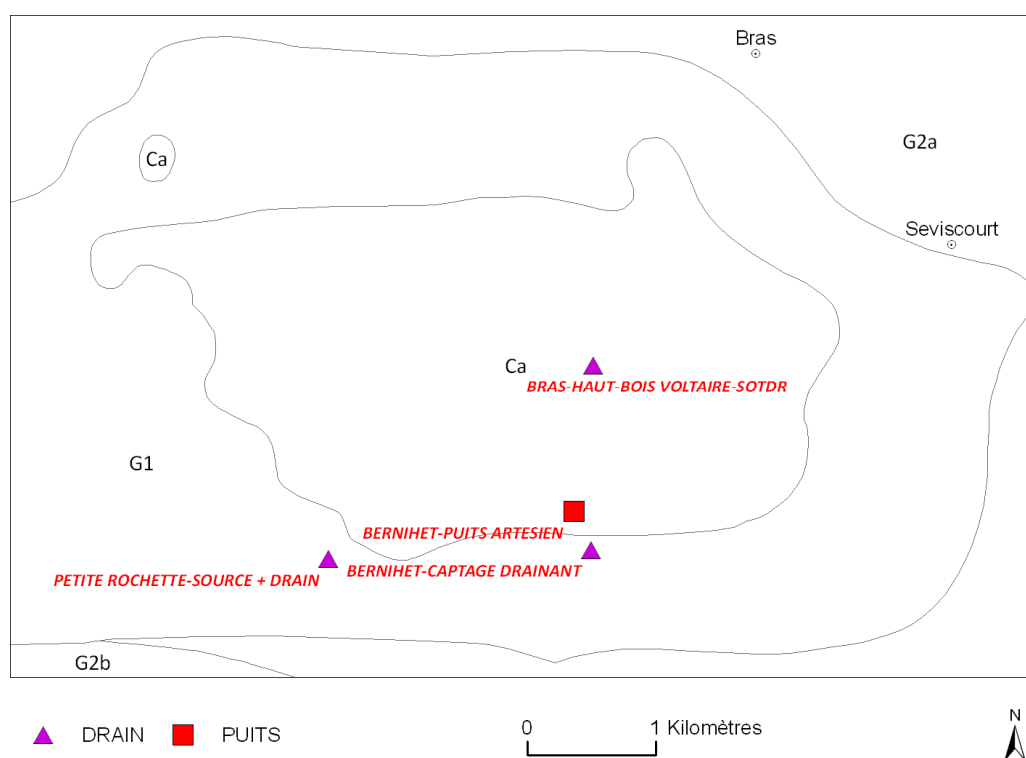 Bras
G2a
Ca
Seviscourt
Ca
BRAS-HAUT-BOIS VOLTAIRE-SOTDR
G1
BERNIHET-PUITS ARTESIEN
BERNIHET-CAPTAGE DRAINANT
PETITE ROCHETTE-SOURCE + DRAIN
G2b
DRAIN
PUITS
0
1 Kilomètres
N